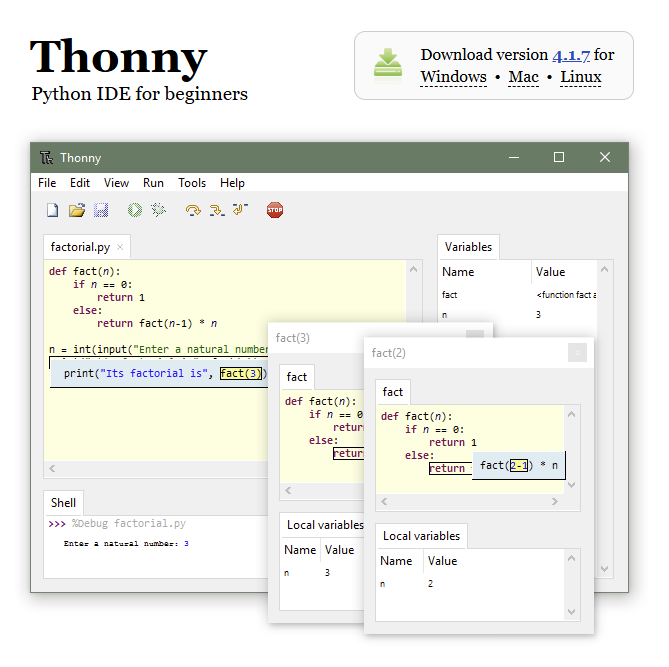 Thonny
Python IDE for beginners
Download version 4.1.7 for
Windows • Mac • Linux
Thonny
File Edit View Run Tools Help
STOP
factorial.py
def fact(n):
    if n == 0:
        return 1
    else:
        return fact(n-1) * n
n = int(input("Enter a natural number
print("Its factorial is", fact(3))
Shell
>>> %Debug factorial.py
Enter a natural number: 3
Variables
Name Value
fact <function fact a
n 3
fact(3)
fact
def fact(n):
    if n == 0
        retur
    else:
        retur
Local variables
Name Value
n 3
fact(2)
fact
def fact(n):
    if n == 0:
        return 1
    else:
        return fact(2-1) * n
Local variables
Name Value
n 2